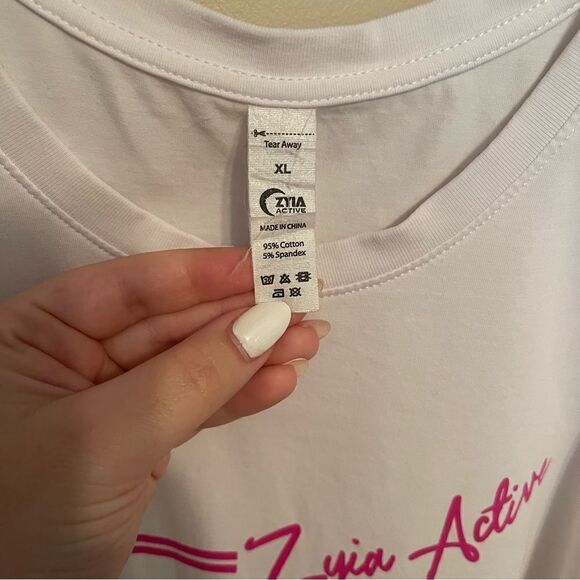 Tear Away
XL
ZYIA
ACTIVE
MADE IN CHINA
95% Cotton
5% Spandex
Zyia Active